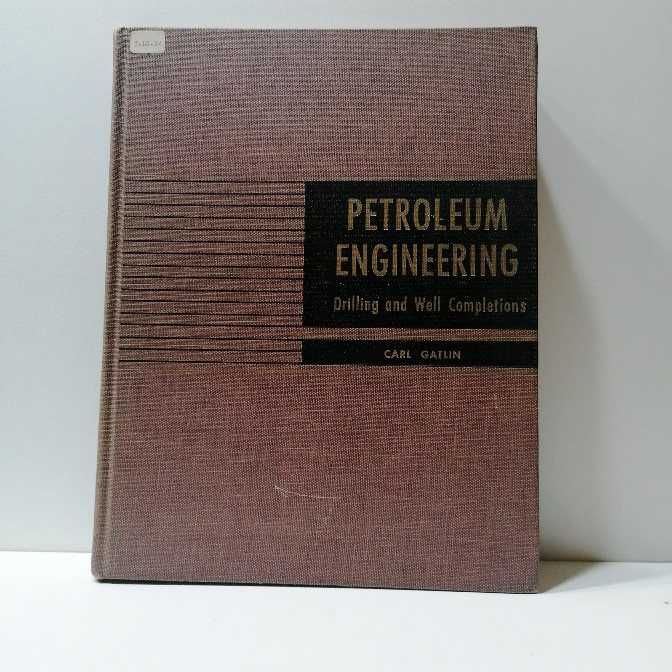 PETROLEUM
ENGINEERING
Drilling and Well Completions
CARL GATLIN